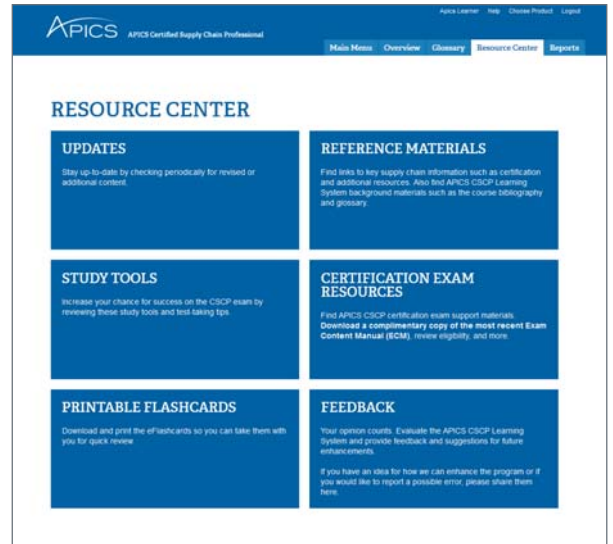 Apics Learner Help Choose Product Logout
APICS APICS Certified Supply Chain Professional
Main Menu Overview Glossary Resource Center Reports
RESOURCE CENTER
UPDATES
Stay up-to-date by checking periodically for revised or
additional content.
REFERENCE MATERIALS
Find links to key supply chain information such as certification
and additional resources. Also find APICS CSCP Learning
System background materials such as the course bibliography
and glossary.
STUDY TOOLS
Increase your chance for success on the CSCP exam by
reviewing these study tools and test-taking tips.
CERTIFICATION EXAM
RESOURCES
Find APICS CSCP certification exam support materials.
Download a complimentary copy of the most recent Exam
Content Manual (ECM), review eligibility, and more.
PRINTABLE FLASHCARDS
Download and print the eFlashcards so you can take them with
you for quick review.
FEEDBACK
Your opinion counts. Evaluate the APICS CSCP Learning
System and provide feedback and suggestions for future
enhancements.
If you have an idea for how we can enhance the program or if
you would like to report a possible error, please share them
here.